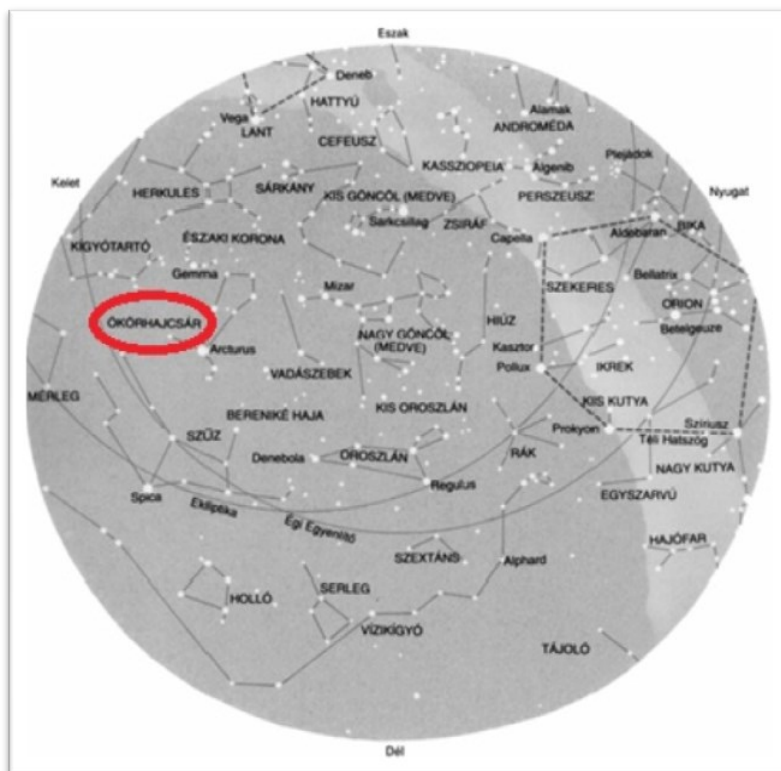 Eszak
Deneb
HATTYÚ
Alamak
ANDROMÉDA
Vega
LANT
CEFEUSZ
KASSZIOPEIA
Algenib
Plejádok
Kelet
HERKULES
SÁRKÁNY
KIS GÖNCÖL (MEDVE)
PERSZEUSZ
Nyugat
Sarkcsillag
ZSIRÁF
Capella
Aldebaran
BIKA
KÍGYÓTARTÓ
ÉSZAKI KORONA
Gemma
Mizar
SZEKERES
Bellatrix
ORION
ÖKÖRHAJCSÁR
HIÚZ
Betelgeuze
NAGY GÖNCÖL
(MEDVE)
Arcturus
Kasztor
Pollux
IKREK
VADÁSZEBEK
MÉRLEG
KIS KUTYA
BERENIKÉ HAJA
KIS OROSZLÁN
Prokyon
Szíriusz
SZŰZ
Téli Hatszög
Denebola
OROSZLÁN
RÁK
NAGY KUTYA
Regulus
Spica
EGYSZARVÚ
Ekliptika
Égi Egyenlítő
HAJÓFAR
SZEXTÁNS
Alphard
SERLEG
HOLLÓ
VÍZIKÍGYÓ
TÁJOLÓ
Dél